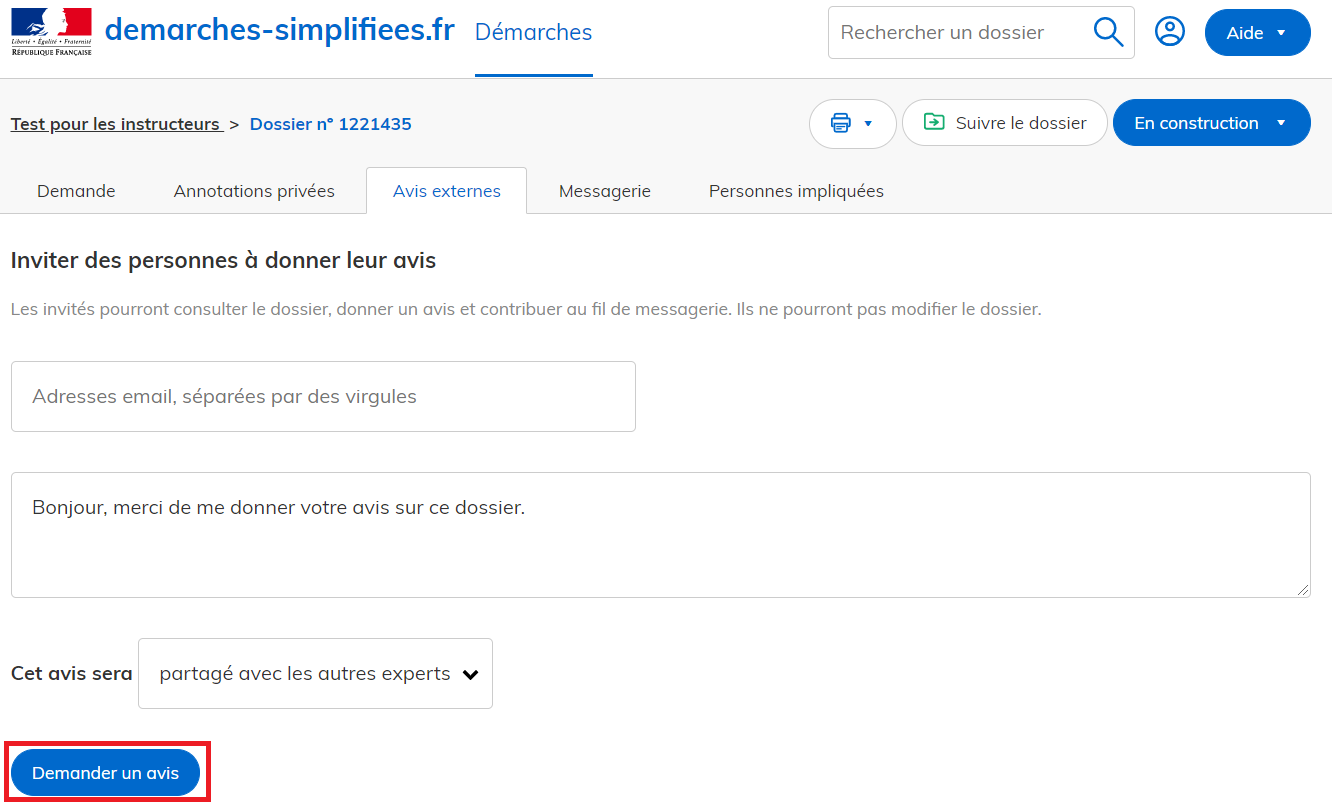 Liberté • Égalité • Fraternité
RÉPUBLIQUE FRANÇAISE
demarches-simplifiees.fr
Démarches
Rechercher un dossier
Aide
Test pour les instructeurs > Dossier n° 1221435
Suivre le dossier
En construction
Demande
Annotations privées
Avis externes
Messagerie
Personnes impliquées
Inviter des personnes à donner leur avis
Les invités pourront consulter le dossier, donner un avis et contribuer au fil de messagerie. Ils ne pourront pas modifier le dossier.
Adresses email, séparées par des virgules
Bonjour, merci de me donner votre avis sur ce dossier.
Cet avis sera
partagé avec les autres experts
Demander un avis